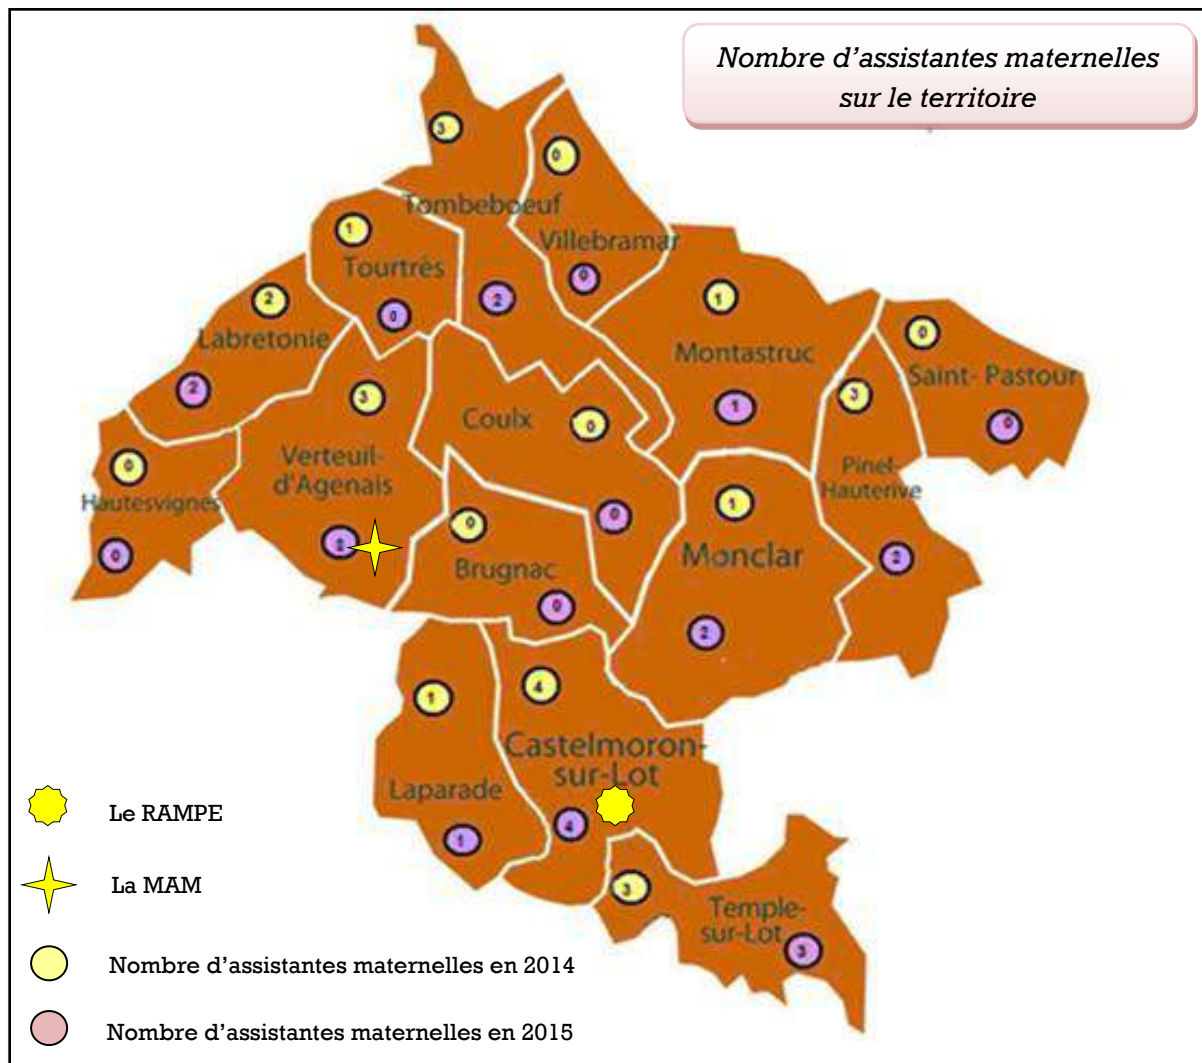 Nombre d'assistantes maternelles
sur le territoire
3
0
Tombeboeuf
1
Villebramar
Tourtrès
0
2
1
2
0
0
Labretonie
Montastruc
Saint- Pastour
2
3
3
1
Coulx
0
0
Verteuil-
d'Agenais
Pinel-
Hauterive
0
Hautesvignes
1
0
0
Monclar
0
Brugnac
2
0
2
4
1
Castelmoron-
sur-Lot
Laparade
4
1
3
Temple-
sur-Lot
3
Le RAMPE
La MAM
Nombre d'assistantes maternelles en 2014
Nombre d'assistantes maternelles en 2015